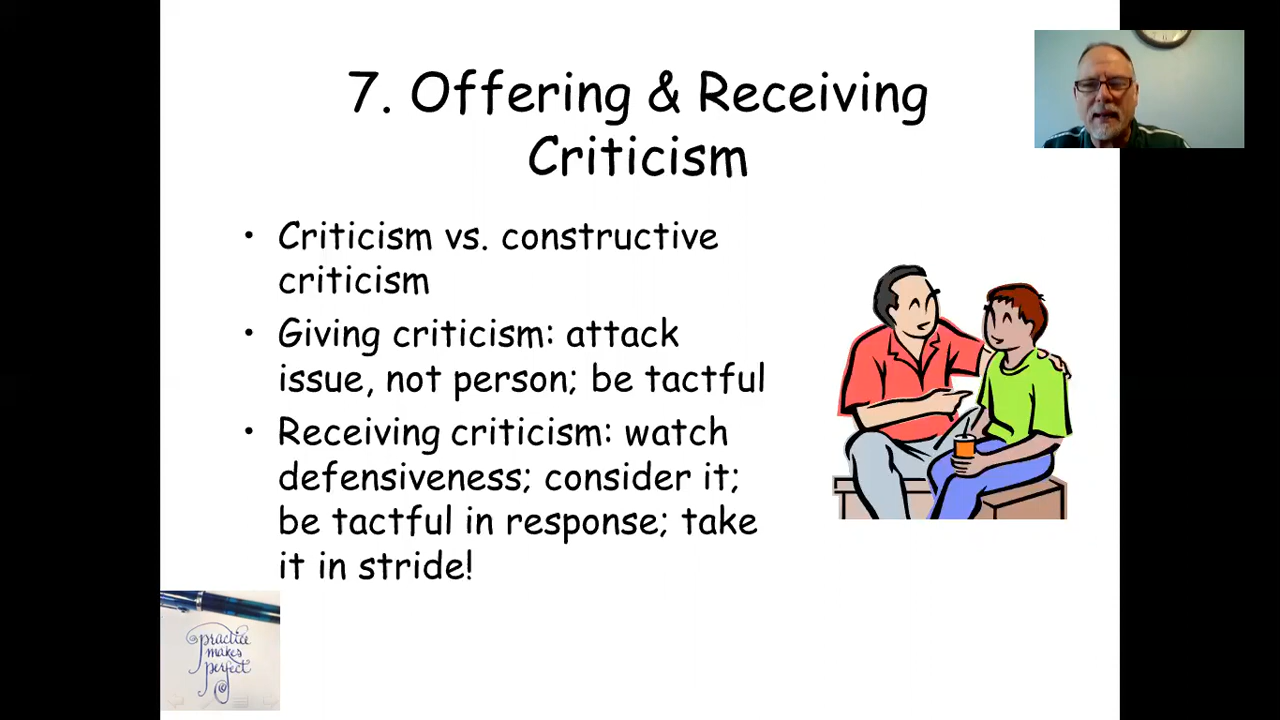 7. Offering & Receiving
Criticism
• Criticism vs. constructive
criticism
• Giving criticism: attack
issue, not person; be tactful
• Receiving criticism: watch
defensiveness; consider it;
be tactful in response; take
it in stride!
practice
makes
perfect